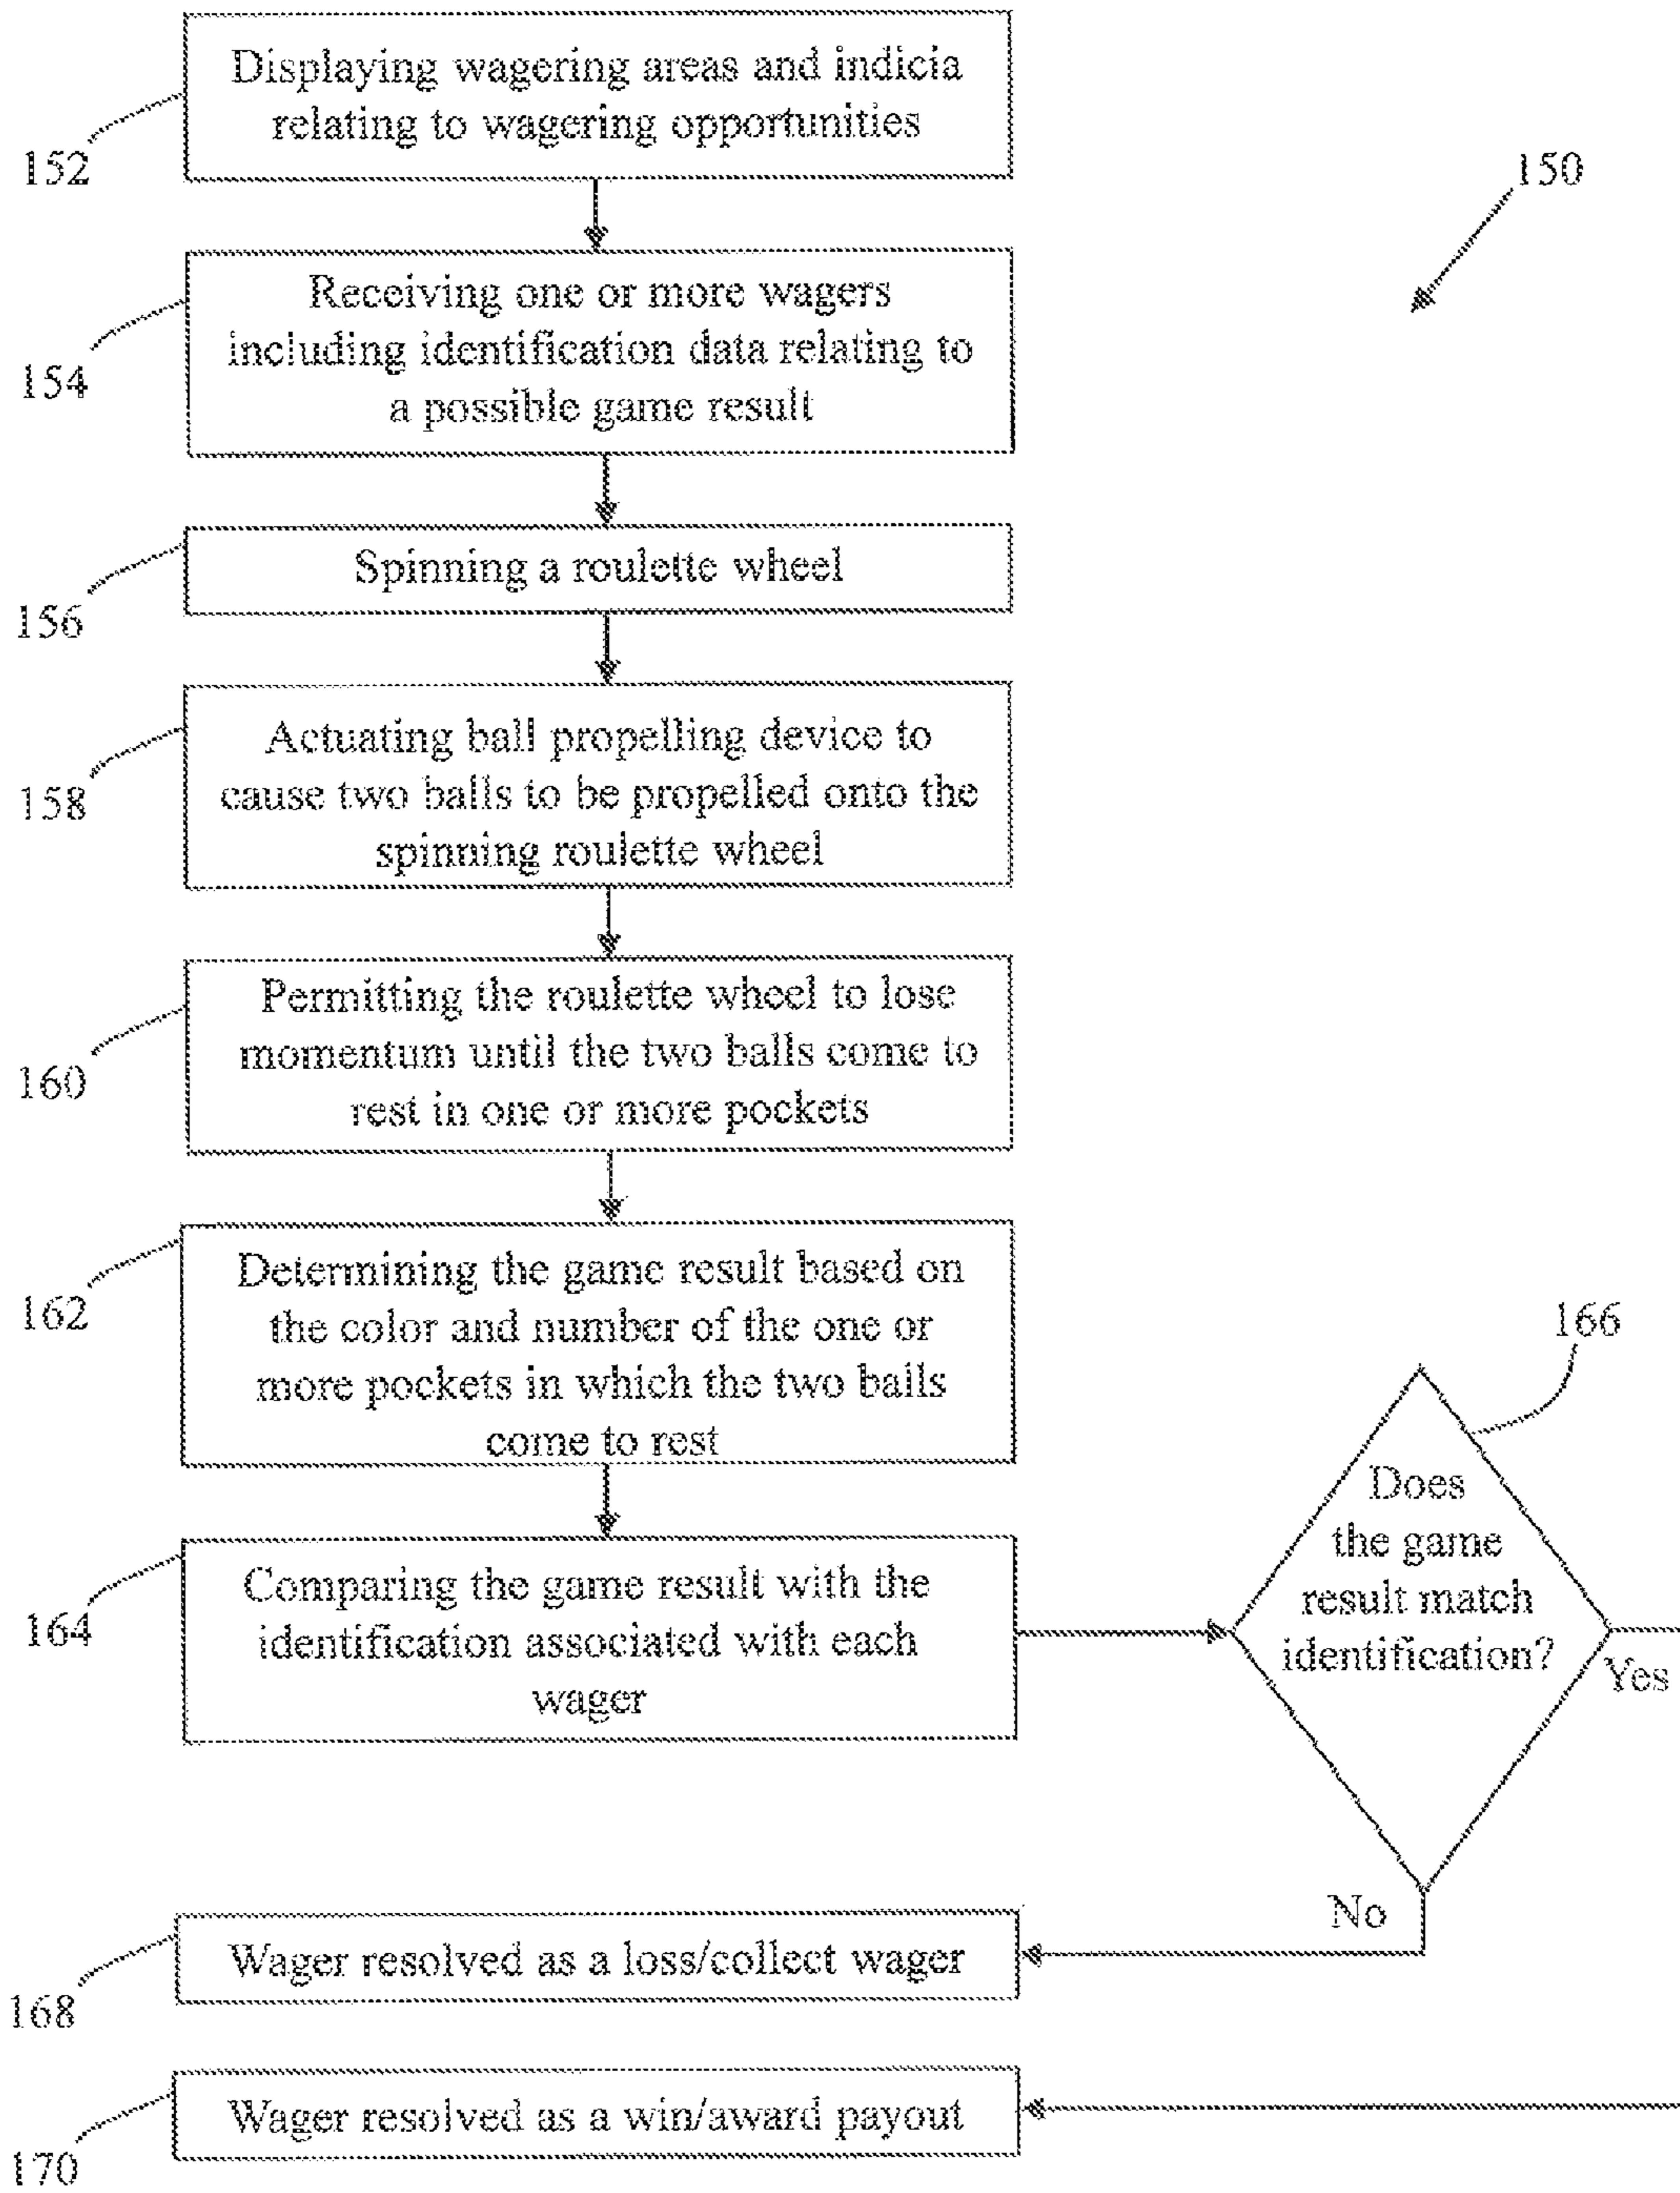 Displaying wagering areas and indicia
relating to wagering opportunities
152
150
Receiving one or more wagers
including identification data relating to
a possible game result
154
Spinning a roulette wheel
156
Actuating ball propelling device to
cause two balls to be propelled onto the
spinning roulette wheel
158
Permitting the roulette wheel to lose
momentum until the two balls come to
rest in one or more pockets
160
Determining the game result based on
the color and number of the one or
more pockets in which the two balls
come to rest
162
166
Comparing the game result with the
identification associated with each
wager
164
Does
the game
result match
identification?
Yes
No
Wager resolved as a loss/collect wager
168
Wager resolved as a win/award payout
170